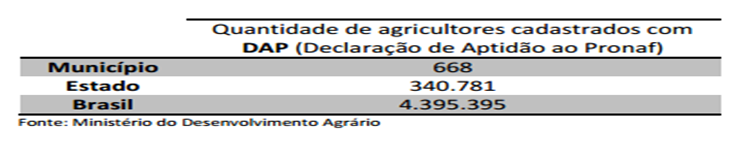 Quantidade de agricultores cadastrados com
DAP (Declaração de Aptidão ao Pronaf)
Município 668
Estado 340.781
Brasil 4.395.395
Fonte: Ministério do Desenvolvimento Agrário